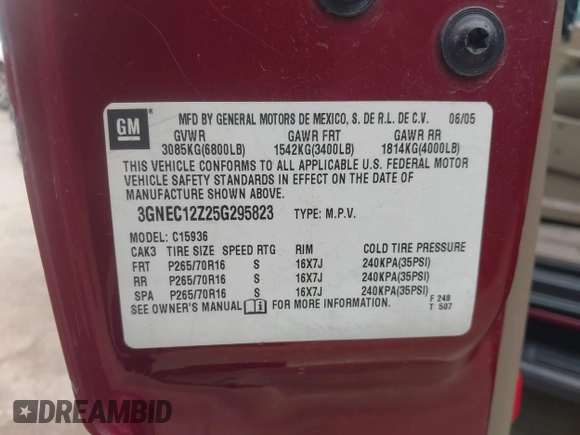 GM
MFD BY GENERAL MOTORS DE MEXICO, S. DE R.L. DE C.V. 06/05
GVWR GAWR FRT GAWR RR
3085KG(6800LB) 1542KG(3400LB) 1814KG(4000LB)
THIS VEHICLE CONFORMS TO ALL APPLICABLE U.S. FEDERAL MOTOR
VEHICLE SAFETY STANDARDS IN EFFECT ON THE DATE OF
MANUFACTURE SHOWN ABOVE.
3GNEC12Z25G295823 TYPE: M.P.V.
MODEL: C15936
CAK3 TIRE SIZE SPEED RTG RIM COLD TIRE PRESSURE
FRT P265/70R16 S 16X7J 240KPA(35PSI)
RR P265/70R16 S 16X7J 240KPA(35PSI)
SPA P265/70R16 S 16X7J 240KPA(35PSI)
SEE OWNER'S MANUAL FOR MORE INFORMATION.
F 248
T 507
DREAMBID